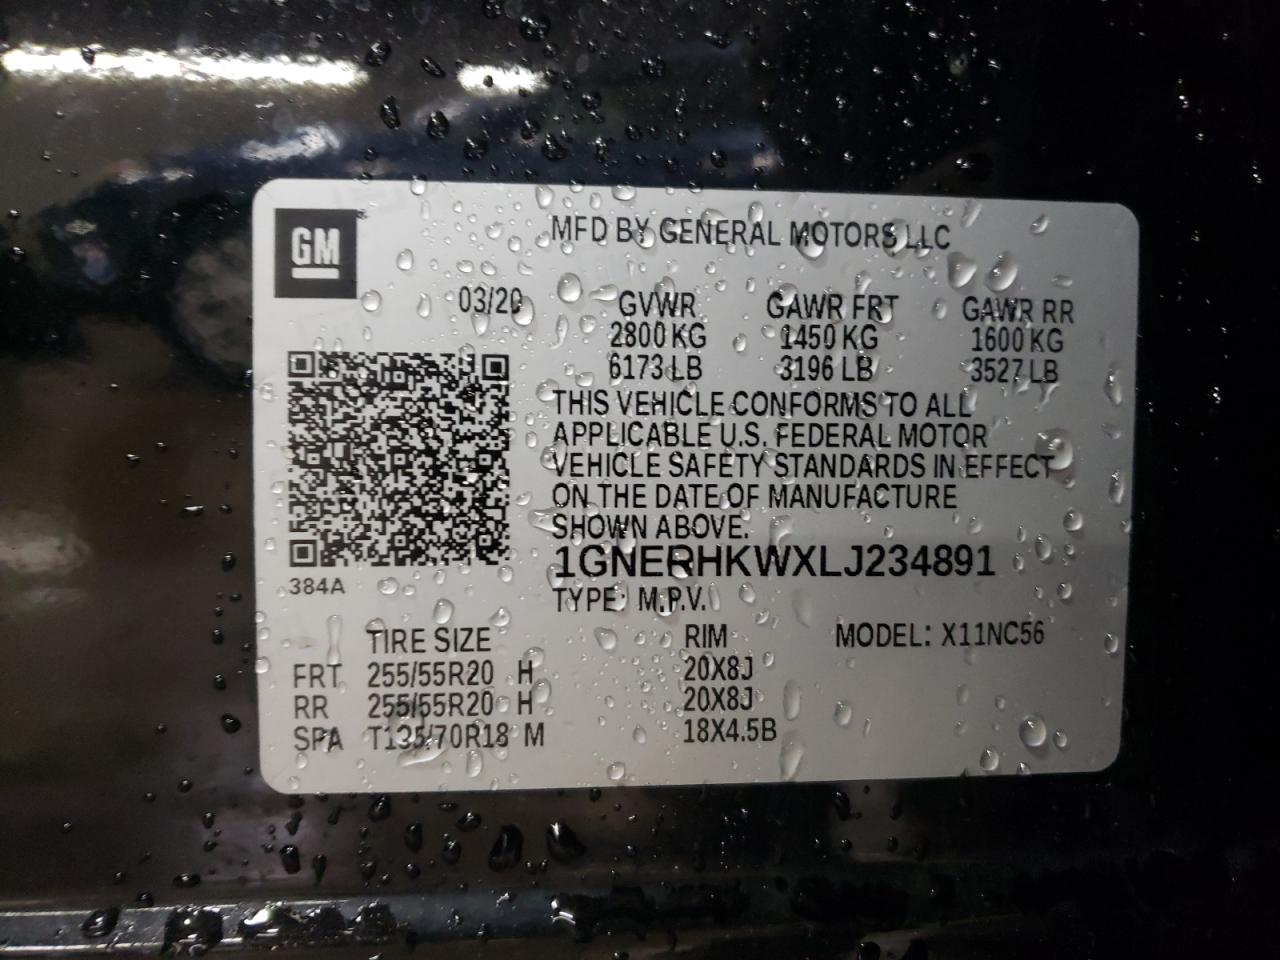 GM
MFD BY GENERAL MOTORS LLC
03/20 GVWR GAWR FRT GAWR RR
2800 KG 1450 KG 1600 KG
6173 LB 3196 LB 3527 LB
THIS VEHICLE CONFORMS TO ALL
APPLICABLE U.S. FEDERAL MOTOR
VEHICLE SAFETY STANDARDS IN EFFECT
ON THE DATE OF MANUFACTURE
SHOWN ABOVE.
1GNERHKWXLJ234891
384A
TYPE: M.P.V.
TIRE SIZE RIM MODEL: X11NC56
FRT 255/55R20 H 20X8J
RR 255/55R20 H 20X8J
SPA T135/70R18 M 18X4.5B